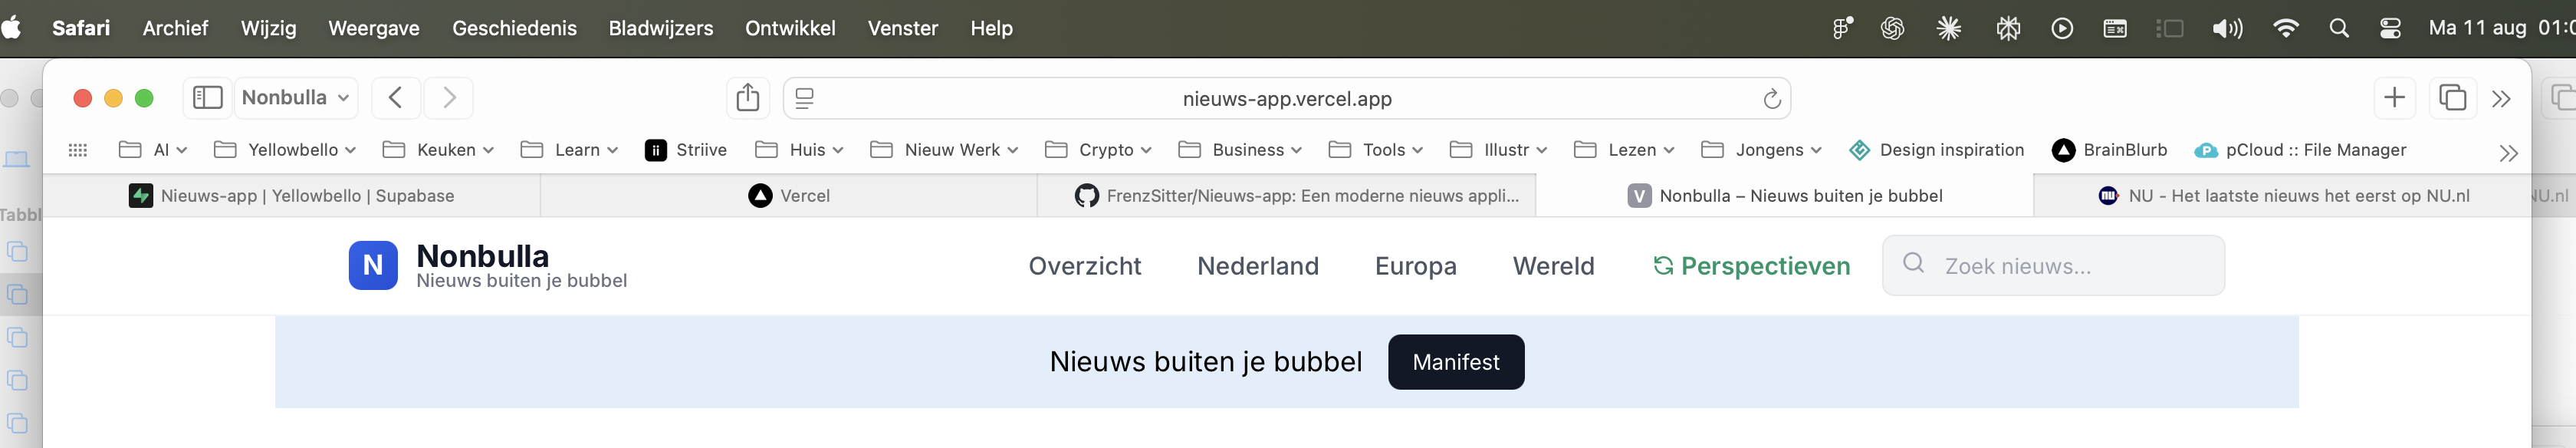 Safari Archief Wijzig Weergave Geschiedenis Bladwijzers Ontwikkel Venster Help Ma 11 aug 01:0
Nonbulla nieuws-app.vercel.app
AI Yellowbello Keuken Learn Striive Huis Nieuw Werk Crypto Business Tools Illustr Lezen Jongens Design inspiration BrainBlurb pCloud :: File Manager
Tabbl Nieuws-app | Yellowbello | Supabase Vercel FrenzSitter/Nieuws-app: Een moderne nieuws appli... V Nonbulla – Nieuws buiten je bubbel NU - Het laatste nieuws het eerst op NU.nl NU.nl
N Nonbulla Overzicht Nederland Europa Wereld Perspectieven Zoek nieuws...
Nieuws buiten je bubbel
Nieuws buiten je bubbel Manifest